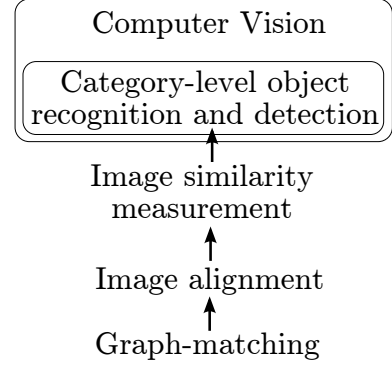 Computer Vision
Category-level object
recognition and detection
Image similarity
measurement
Image alignment
Graph-matching